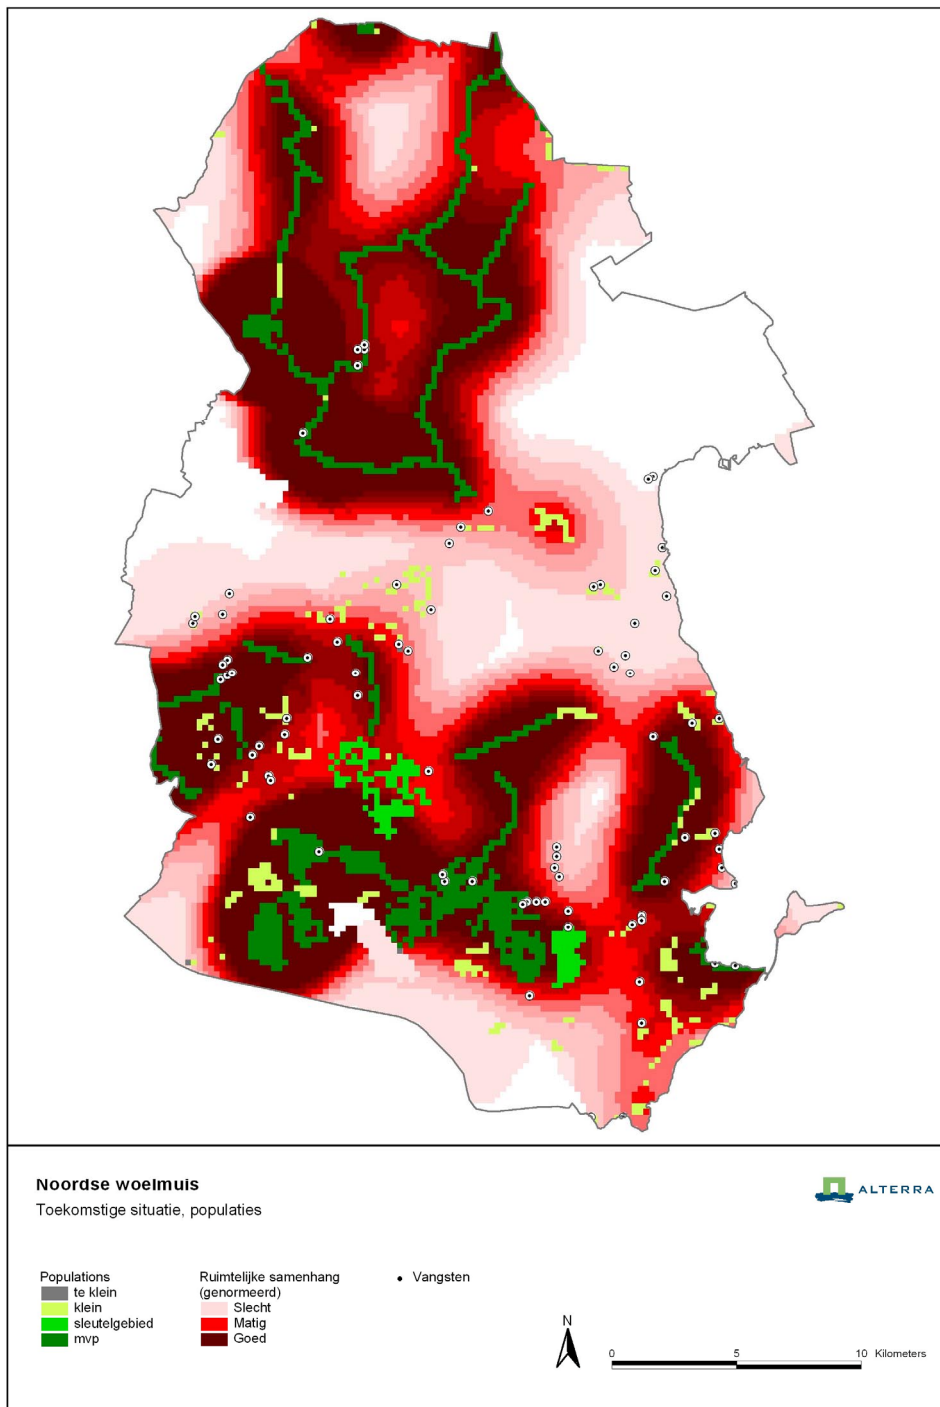 Noordse woelmuis
Toekomstige situatie, populaties
ALTERRA
Populations
te klein
klein
sleutelgebied
mvp
Ruimtelijke samenhang
(genormeerd)
Slecht
Matig
Goed
Vangsten
N
0 5 10 Kilometers